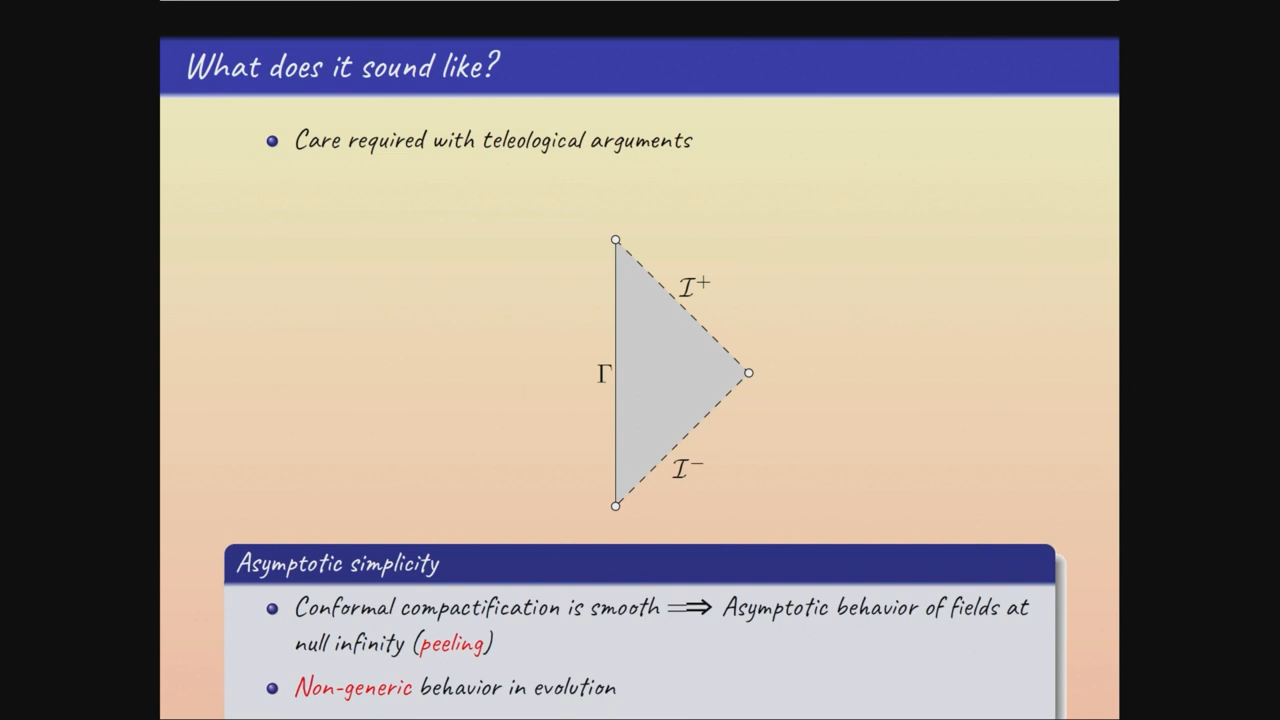 What does it sound like?
Care required with teleological arguments
ℐ⁺
Γ
ℐ⁻
Asymptotic simplicity
Conformal compactification is smooth ⟹ Asymptotic behavior of fields at
null infinity (peeling)
Non-generic behavior in evolution